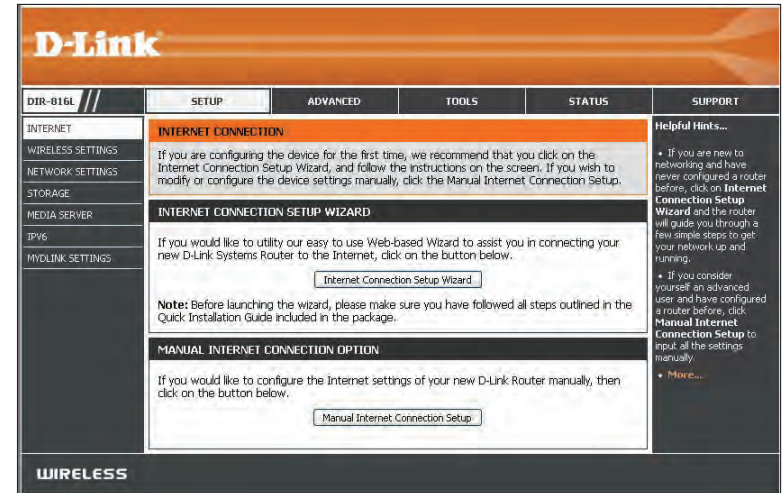 D-Link
DIR-816L
SETUP
ADVANCED
TOOLS
STATUS
SUPPORT
INTERNET
WIRELESS SETTINGS
NETWORK SETTINGS
STORAGE
MEDIA SERVER
IPV6
MYDLINK SETTINGS
INTERNET CONNECTION
If you are configuring the device for the first time, we recommend that you click on the
Internet Connection Setup Wizard, and follow the instructions on the screen. If you wish to
modify or configure the device settings manually, click the Manual Internet Connection Setup.
INTERNET CONNECTION SETUP WIZARD
If you would like to utility our easy to use Web-based Wizard to assist you in connecting your
new D-Link Systems Router to the Internet, click on the button below.
Internet Connection Setup Wizard
Note: Before launching the wizard, please make sure you have followed all steps outlined in the
Quick Installation Guide included in the package.
MANUAL INTERNET CONNECTION OPTION
If you would like to configure the Internet settings of your new D-Link Router manually, then
click on the button below.
Manual Internet Connection Setup
Helpful Hints...
• If you are new to
networking and have
never configured a router
before, click on Internet
Connection Setup
Wizard and the router
will guide you through a
few simple steps to get
your network up and
running.
• If you consider
yourself an advanced
user and have configured
a router before, click
Manual Internet
Connection Setup to
input all the settings
manually.
• More...
WIRELESS